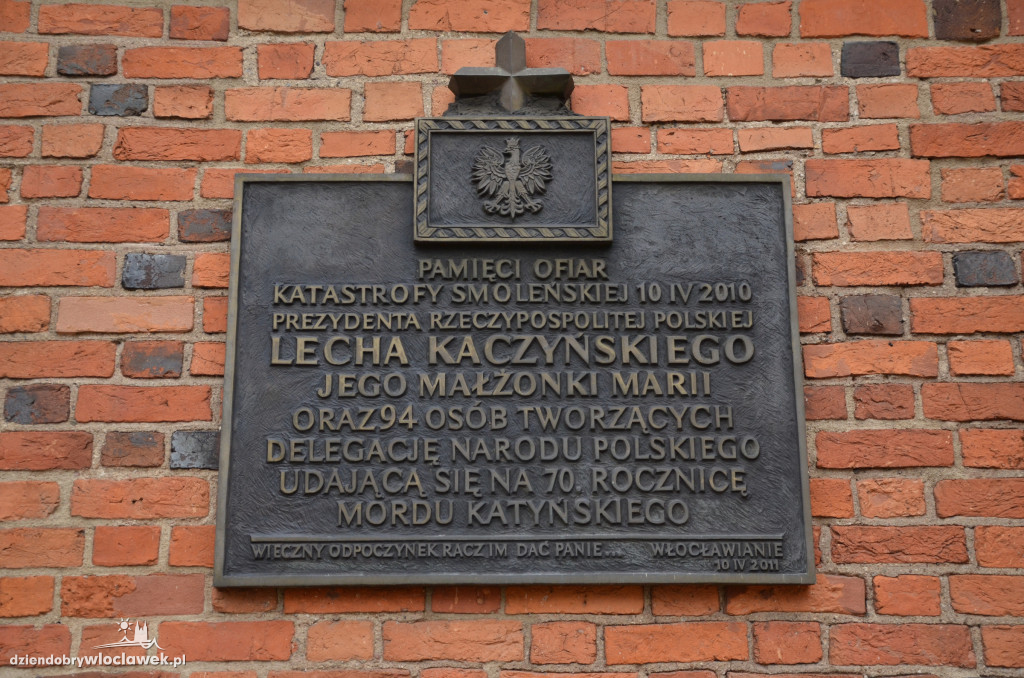 PAMIĘCI OFIAR
KATASTROFY SMOLEŃSKIEJ 10 IV 2010
PREZYDENTA RZECZYPOSPOLITEJ POLSKIEJ
LECHA KACZYŃSKIEGO
JEGO MAŁŻONKI MARII
ORAZ 94 OSÓB TWORZĄCYCH
DELEGACJĘ NARODU POLSKIEGO
UDAJĄCĄ SIĘ NA 70. ROCZNICĘ
MORDU KATYŃSKIEGO
WIECZNY ODPOCZYNEK RACZ IM DAĆ PANIE... WŁOCŁAWIANIE
10 IV 2011
dziendobrywloclawek.pl